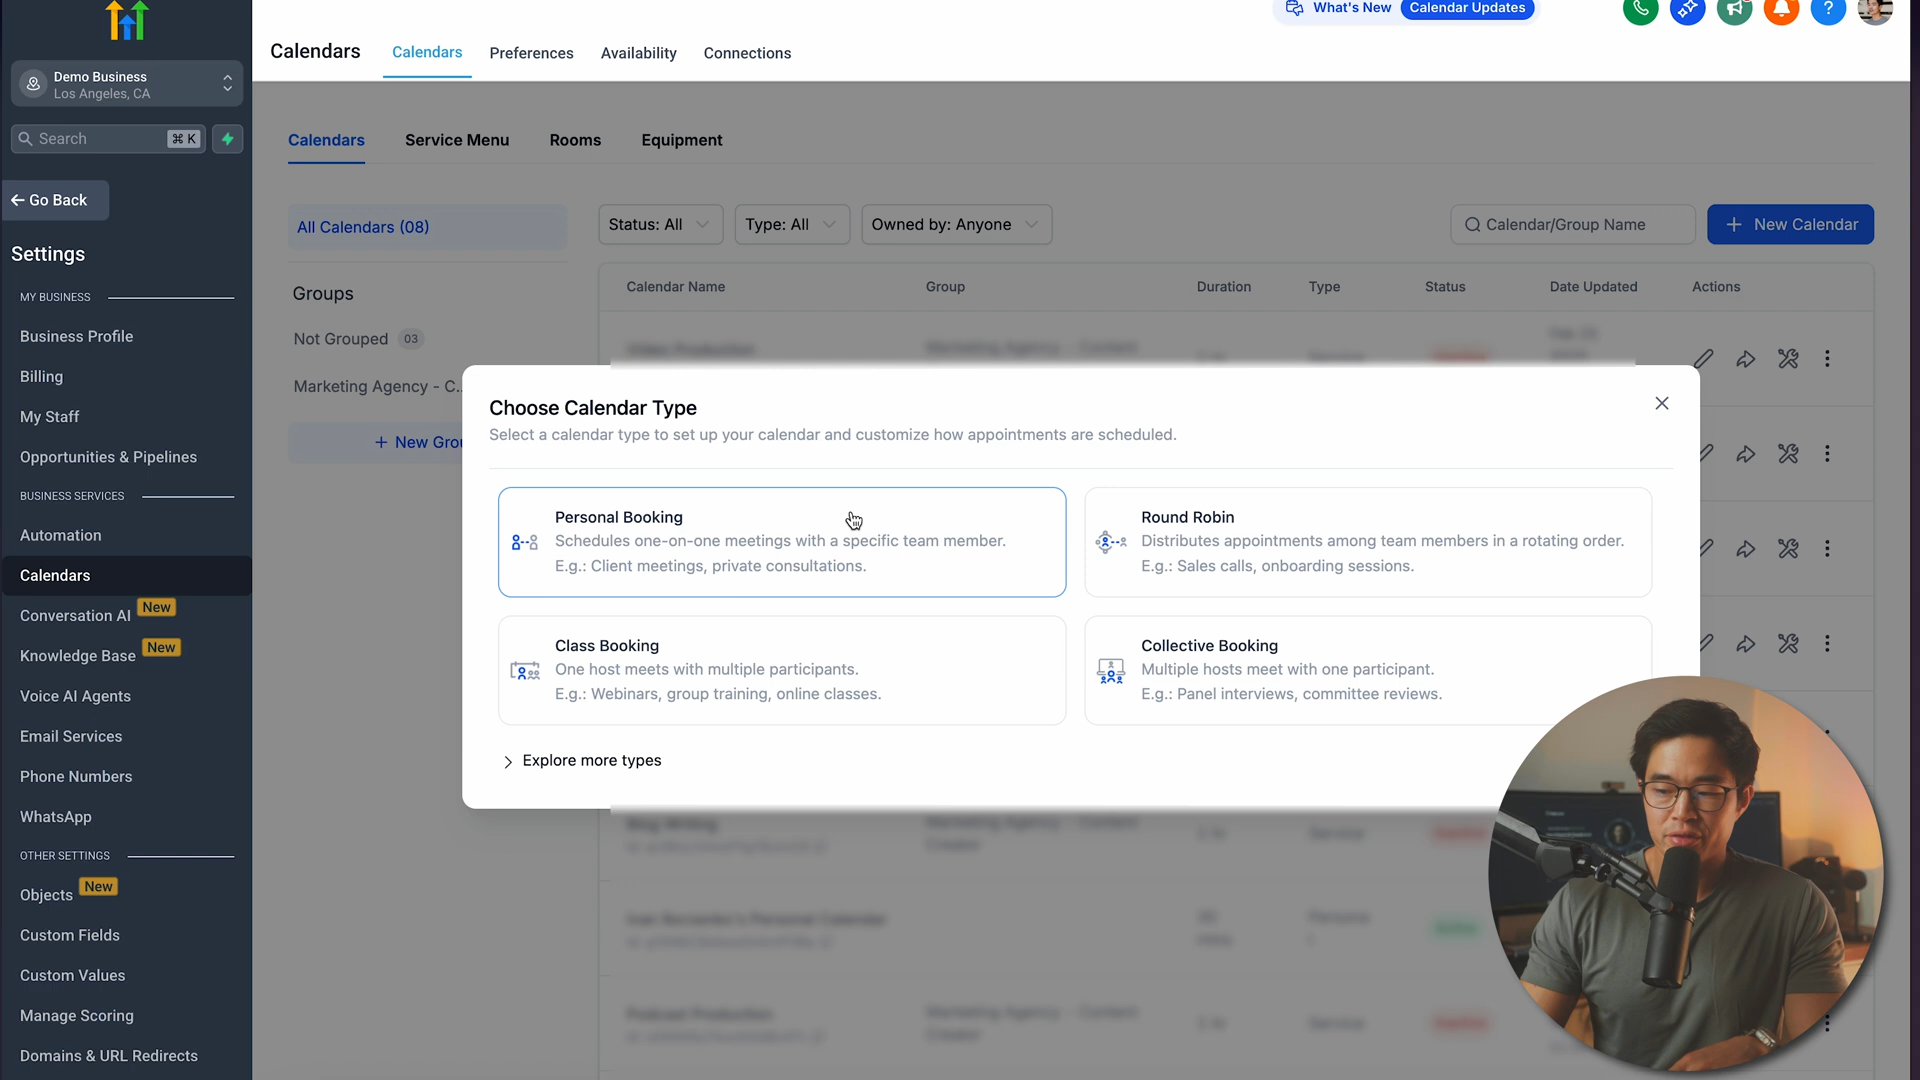 What's New
Calendar Updates
?
Calendars
Calendars
Preferences
Availability
Connections
Demo Business
Los Angeles, CA
Search
⌘ K
Go Back
Settings
MY BUSINESS
Business Profile
Billing
My Staff
Opportunities & Pipelines
BUSINESS SERVICES
Automation
Calendars
Conversation AI New
Knowledge Base New
Voice AI Agents
Email Services
Phone Numbers
WhatsApp
OTHER SETTINGS
Objects New
Custom Fields
Custom Values
Manage Scoring
Domains & URL Redirects
Calendars
Service Menu
Rooms
Equipment
All Calendars (08)
Groups
Not Grouped 03
Marketing Agency - C...
+ New Grou
Status: All
Type: All
Owned by: Anyone
Calendar/Group Name
+ New Calendar
Calendar Name
Group
Duration
Type
Status
Date Updated
Actions
Choose Calendar Type
Select a calendar type to set up your calendar and customize how appointments are scheduled.
Personal Booking
Schedules one-on-one meetings with a specific team member.
E.g.: Client meetings, private consultations.
Round Robin
Distributes appointments among team members in a rotating order.
E.g.: Sales calls, onboarding sessions.
Class Booking
One host meets with multiple participants.
E.g.: Webinars, group training, online classes.
Collective Booking
Multiple hosts meet with one participant.
E.g.: Panel interviews, committee reviews.
Explore more types